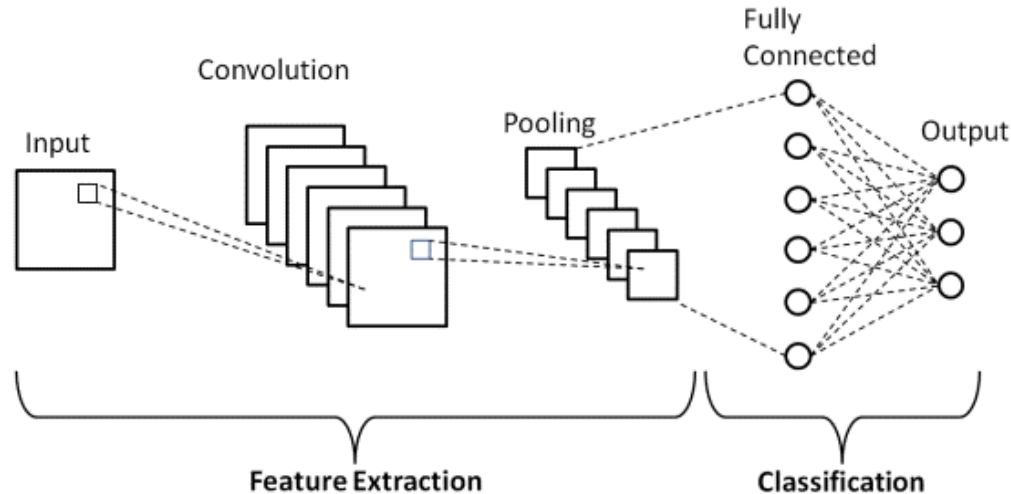 Input
Convolution
Pooling
Fully
Connected
Output
Feature Extraction
Classification